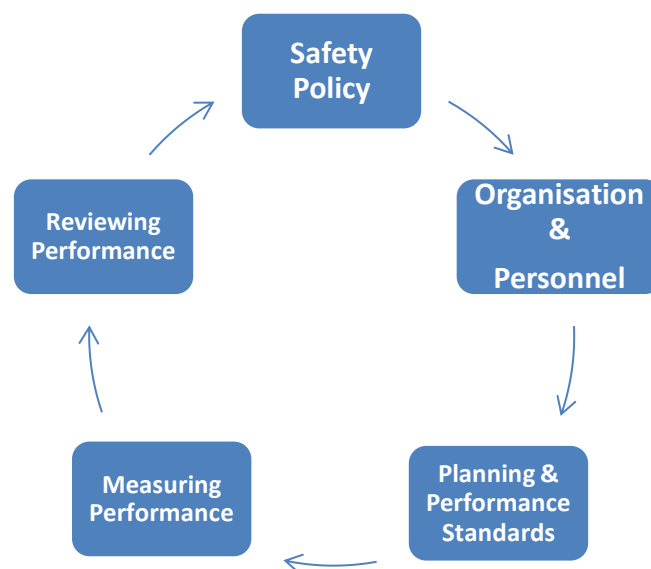 Safety
Policy
Organisation
&
Personnel
Planning &
Performance
Standards
Measuring
Performance
Reviewing
Performance